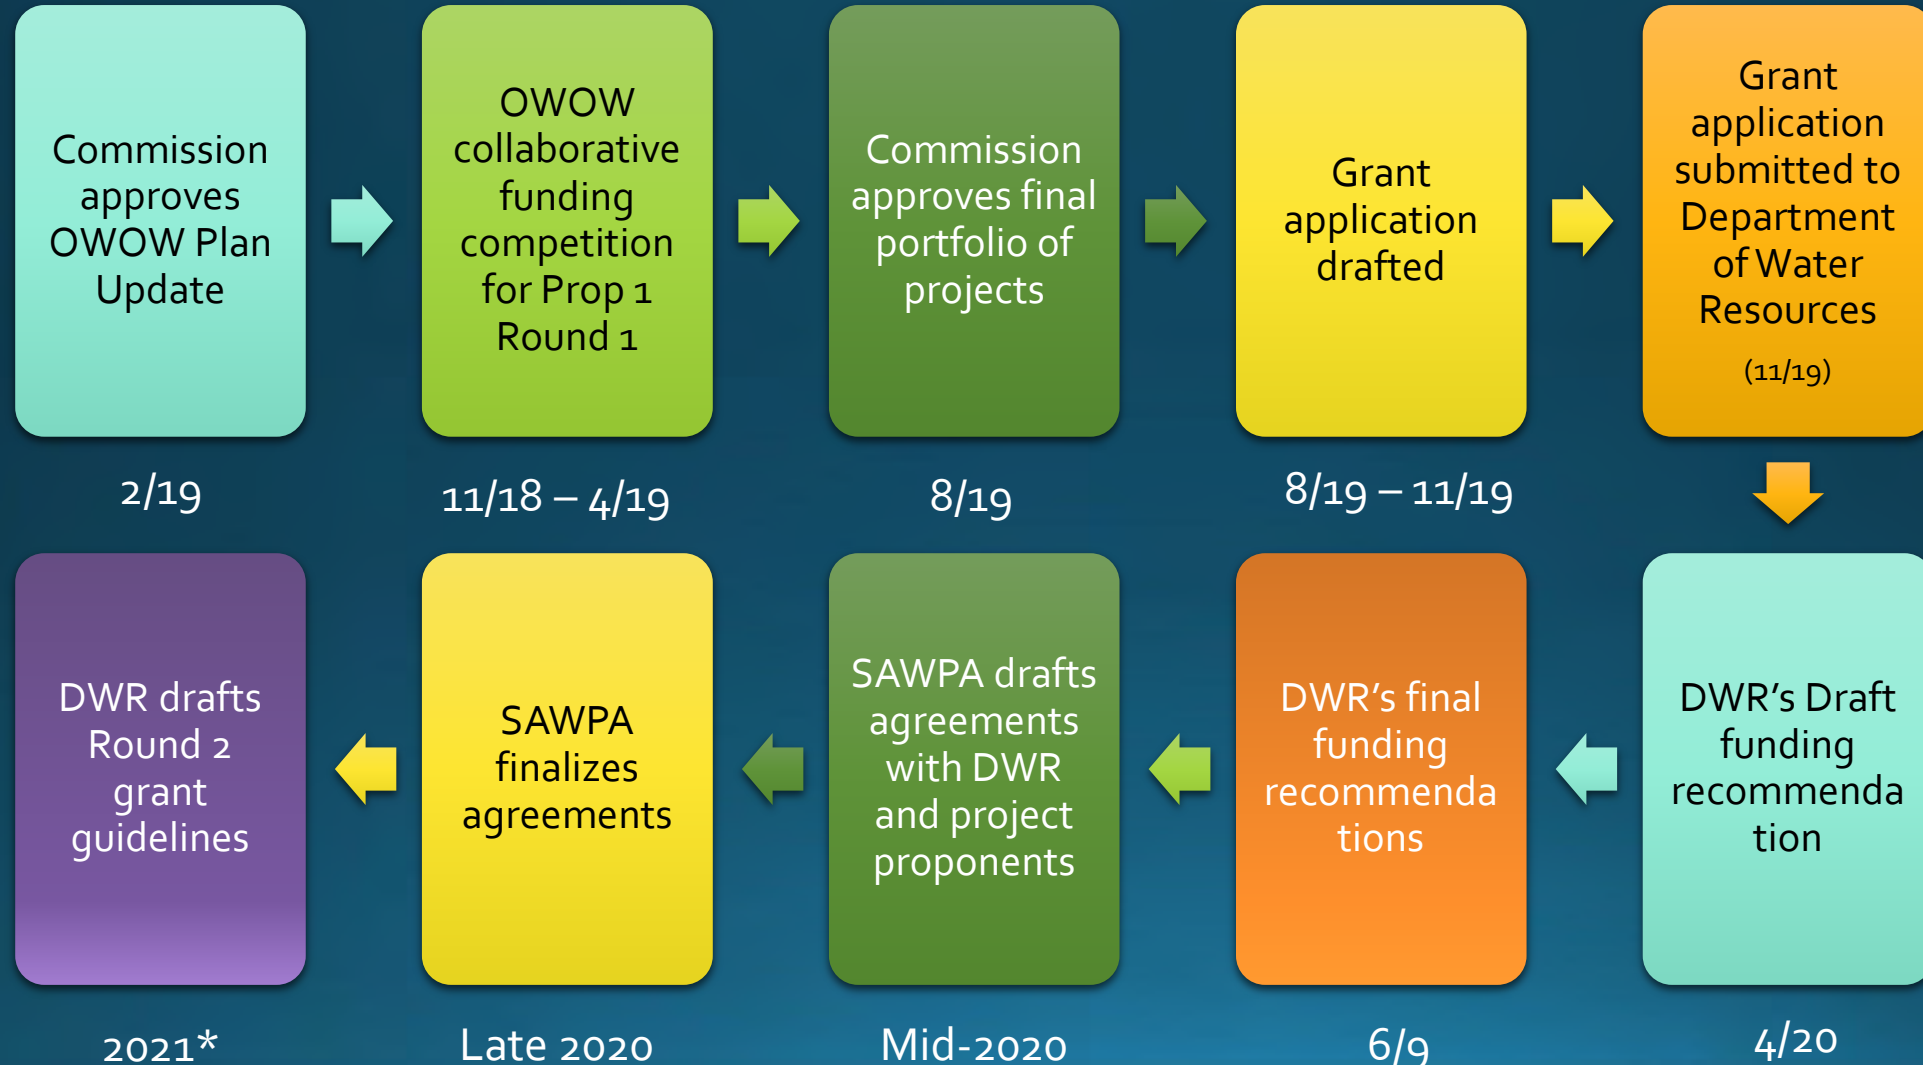 Commission
approves
OWOW Plan
Update
2/19
OWOW
collaborative
funding
competition
for Prop 1
Round 1
11/18 – 4/19
Commission
approves final
portfolio of
projects
8/19
Grant
application
drafted
8/19 – 11/19
Grant
application
submitted to
Department
of Water
Resources
(11/19)
DWR's Draft
funding
recommenda
tion
4/20
DWR's final
funding
recommenda
tions
6/9
SAWPA drafts
agreements
with DWR
and project
proponents
Mid-2020
SAWPA
finalizes
agreements
Late 2020
DWR drafts
Round 2
grant
guidelines
2021*